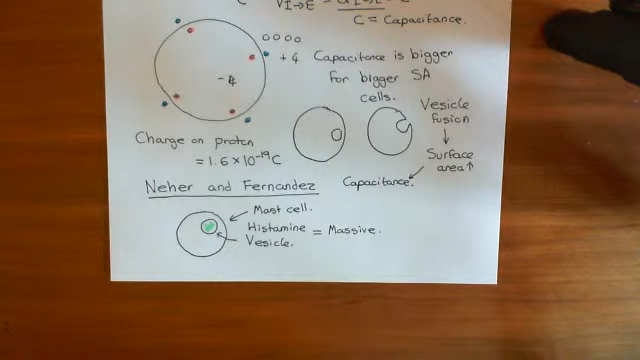 C = Capacitance.
+4
-4
Capacitance is bigger
for bigger SA
cells.
Charge on proton
= 1.6 × 10⁻¹⁹C
Vesicle
fusion
Surface
area↑
Capacitance.
Neher and Fernandez
Mast cell.
Histamine = Massive.
Vesicle.